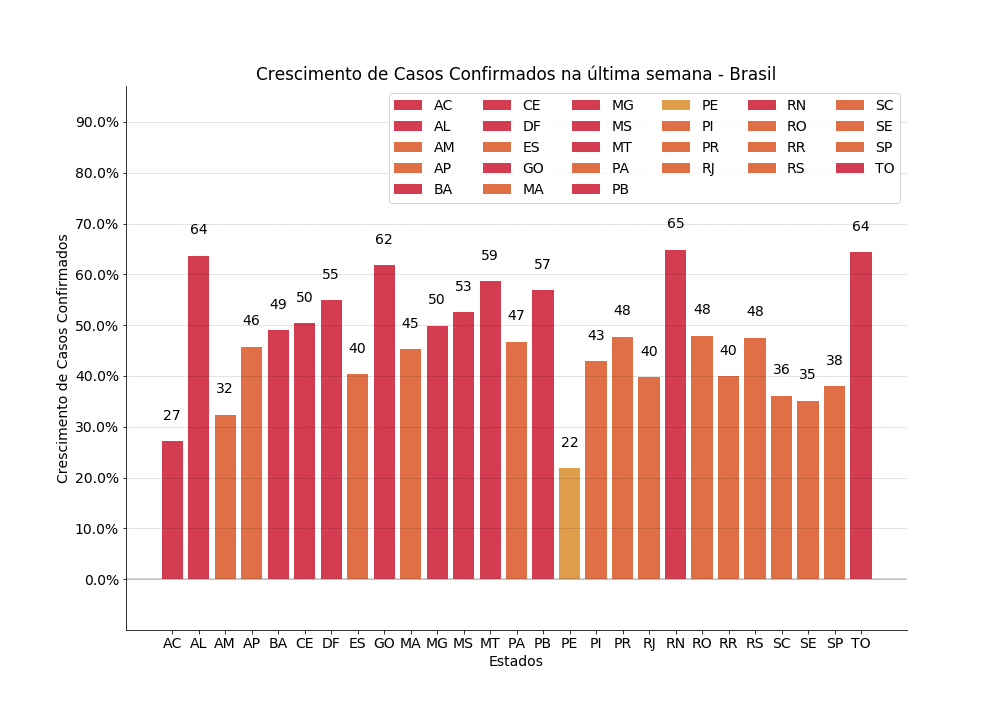 Crescimento de Casos Confirmados na última semana - Brasil
AC CE MG PE RN SC
AL DF MS PI RO SE
AM ES MT PR RR SP
AP GO PA RJ RS TO
BA MA PB
90.0%
80.0%
70.0%
60.0%
50.0%
40.0%
30.0%
20.0%
10.0%
0.0%
Crescimento de Casos Confirmados
27 64 32 46 49 50 55 40 62 45 50 53 59 47 57 22 43 48 40 65 48 40 48 36 35 38 64
AC AL AM AP BA CE DF ES GO MA MG MS MT PA PB PE PI PR RJ RN RO RR RS SC SE SP TO
Estados